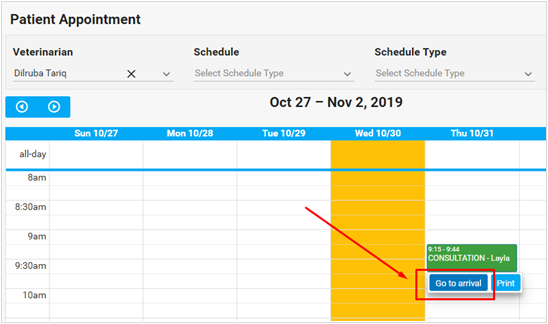 Patient Appointment
Veterinarian Schedule Schedule Type
Dilruba Tariq Select Schedule Type Select Schedule Type
Oct 27 – Nov 2, 2019
Sun 10/27 Mon 10/28 Tue 10/29 Wed 10/30 Thu 10/31
all-day
8am
8:30am
9am
9:15 - 9:44
CONSULTATION - Layla
9:30am
Go to arrival Print
10am